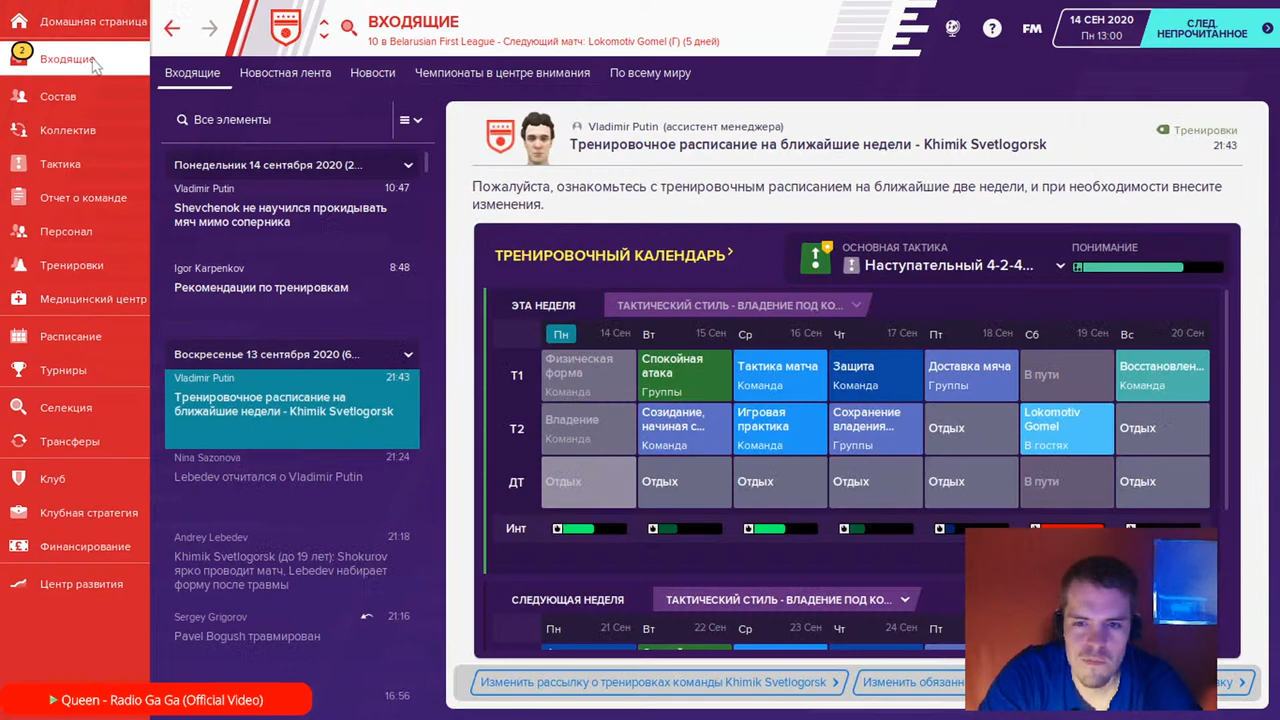 Домашняя страница
2
Входящие
Состав
Коллектив
Тактика
Отчет о команде
Персонал
Тренировки
Медицинский центр
Расписание
Турниры
Селекция
Трансферы
Клуб
Клубная стратегия
Финансирование
Центр развития
ВХОДЯЩИЕ
10 в Belarusian First League - Следующий матч: Lokomotiv Gomel (Г) (5 дней)
?
FM
14 СЕН 2020
Пн 13:00
СЛЕД.
НЕПРОЧИТАННОЕ
Входящие
Новостная лента
Новости
Чемпионаты в центре внимания
По всему миру
Все элементы
Понедельник 14 сентября 2020 (2...
Vladimir Putin 10:47
Shevchenok не научился прокидывать
мяч мимо соперника
Igor Karpenkov 8:48
Рекомендации по тренировкам
Воскресенье 13 сентября 2020 (6...
Vladimir Putin 21:43
Тренировочное расписание на
ближайшие недели - Khimik Svetlogorsk
Nina Sazonova 21:24
Lebedev отчитался о Vladimir Putin
Andrey Lebedev 21:18
Khimik Svetlogorsk (до 19 лет): Shokurov
ярко проводит матч, Lebedev набирает
форму после травмы
Sergey Grigorov 21:16
Pavel Bogush травмирован
16:56
Vladimir Putin (ассистент менеджера)
Тренировочное расписание на ближайшие недели - Khimik Svetlogorsk
Тренировки
21:43
Пожалуйста, ознакомьтесь с тренировочным расписанием на ближайшие две недели, и при необходимости внесите
изменения.
ТРЕНИРОВОЧНЫЙ КАЛЕНДАРЬ
ОСНОВНАЯ ТАКТИКА
Наступательный 4-2-4...
ПОНИМАНИЕ
ЭТА НЕДЕЛЯ
ТАКТИЧЕСКИЙ СТИЛЬ - ВЛАДЕНИЕ ПОД КО...
Пн 14 Сен Вт 15 Сен Ср 16 Сен Чт 17 Сен Пт 18 Сен Сб 19 Сен Вс 20 Сен
Т1
Физическая
форма
Команда
Спокойная
атака
Группы
Тактика матча
Команда
Защита
Команда
Доставка мяча
Группы
В пути
Восстановлен...
Команда
Т2
Владение
Команда
Созидание,
начиная с...
Команда
Игровая
практика
Команда
Сохранение
владения...
Группы
Отдых
Lokomotiv
Gomel
В гостях
Отдых
ДТ
Отдых
Отдых
Отдых
Отдых
Отдых
В пути
Отдых
Инт
СЛЕДУЮЩАЯ НЕДЕЛЯ
ТАКТИЧЕСКИЙ СТИЛЬ - ВЛАДЕНИЕ ПОД КО...
Пн 21 Сен Вт 22 Сен Ср 23 Сен Чт 24 Сен Пт
Изменить рассылку о тренировках команды Khimik Svetlogorsk
Изменить обязан
ку
Queen - Radio Ga Ga (Official Video)